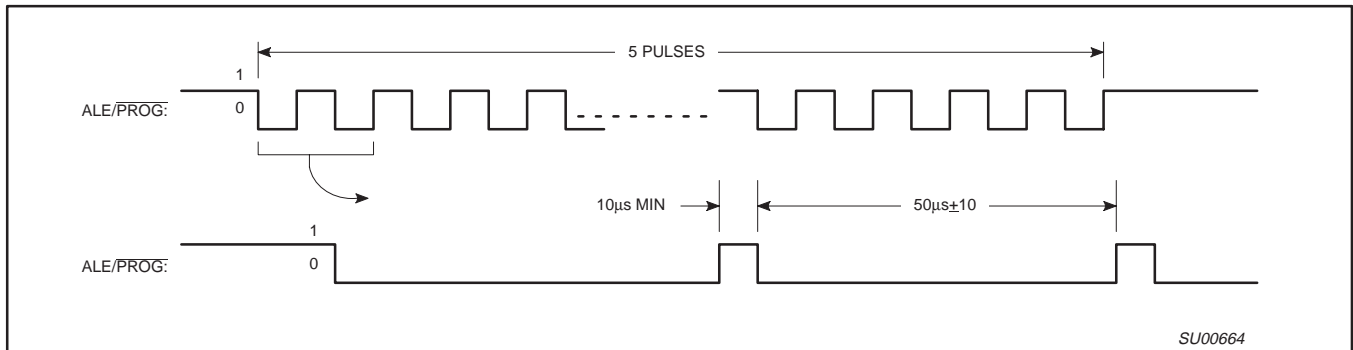 5 PULSES
1
ALE/PROG:
0
10µs MIN
50µs±10
1
ALE/PROG:
0
SU00664